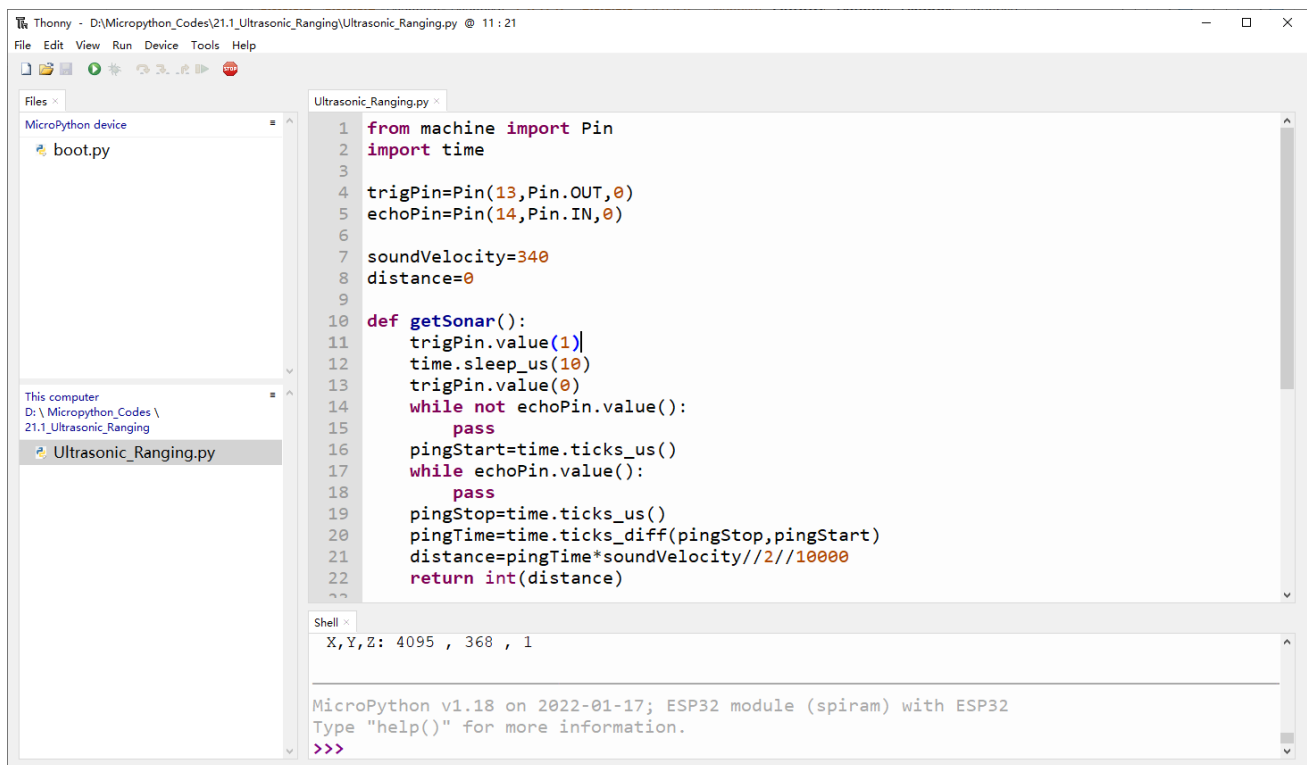 Thonny - D:\Micropython_Codes\21.1_Ultrasonic_Ranging\Ultrasonic_Ranging.py @ 11 : 21
File Edit View Run Device Tools Help
STOP
Files
MicroPython device
boot.py
This computer
D: \ Micropython_Codes \
21.1_Ultrasonic_Ranging
Ultrasonic_Ranging.py
Ultrasonic_Ranging.py
1 from machine import Pin
2 import time
3
4 trigPin=Pin(13,Pin.OUT,0)
5 echoPin=Pin(14,Pin.IN,0)
6
7 soundVelocity=340
8 distance=0
9
10 def getSonar():
11     trigPin.value(1)
12     time.sleep_us(10)
13     trigPin.value(0)
14     while not echoPin.value():
15         pass
16     pingStart=time.ticks_us()
17     while echoPin.value():
18         pass
19     pingStop=time.ticks_us()
20     pingTime=time.ticks_diff(pingStop,pingStart)
21     distance=pingTime*soundVelocity//2//10000
22     return int(distance)
Shell
X,Y,Z: 4095 , 368 , 1
MicroPython v1.18 on 2022-01-17; ESP32 module (spiram) with ESP32
Type "help()" for more information.
>>>